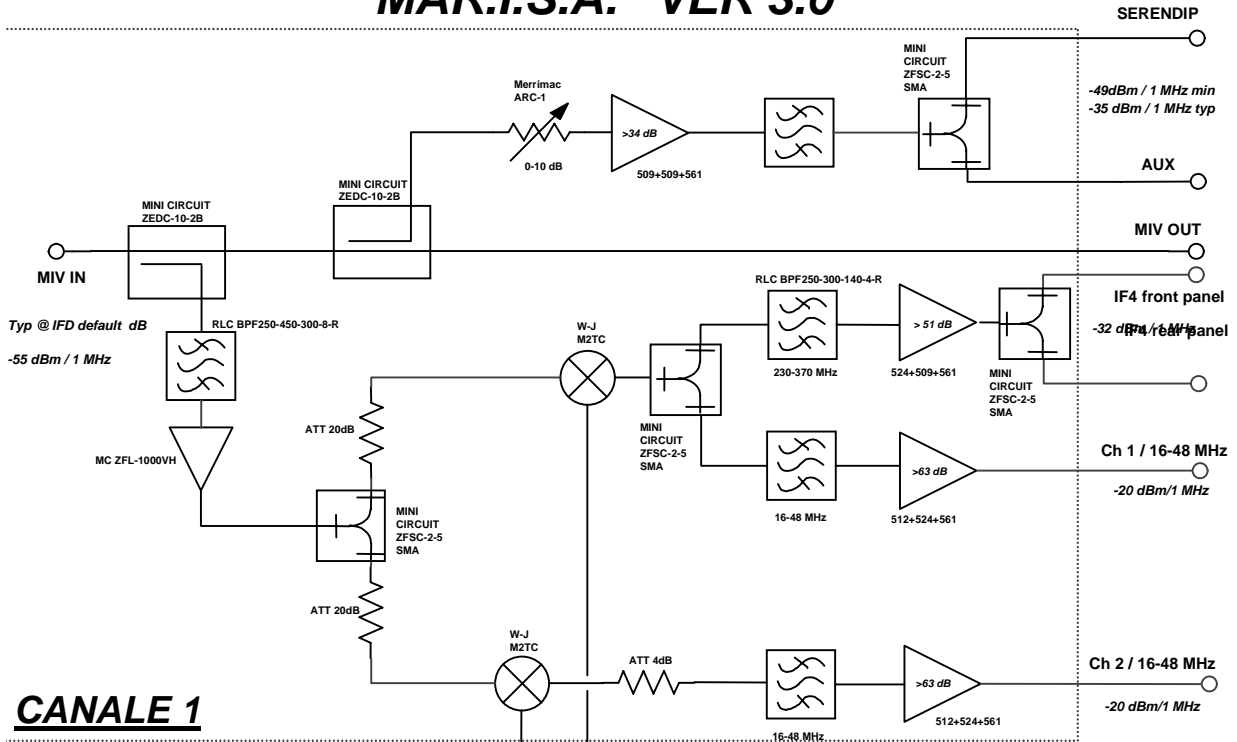 MAR.I.S.A. VER 3.0
SERENDIP
-49dBm / 1 MHz min
-35 dBm / 1 MHz typ
MINI
CIRCUIT
ZFSC-2-5
SMA
Merrimac
ARC-1
0-10 dB
>34 dB
509+509+561
AUX
MINI CIRCUIT
ZEDC-10-2B
MINI CIRCUIT
ZEDC-10-2B
MIV IN
MIV OUT
Typ @ IFD default dB
-55 dBm / 1 MHz
RLC BPF250-450-300-8-R
MC ZFL-1000VH
ATT 20dB
MINI
CIRCUIT
ZFSC-2-5
SMA
ATT 20dB
W-J
M2TC
MINI
CIRCUIT
ZFSC-2-5
SMA
RLC BPF250-300-140-4-R
230-370 MHz
> 51 dB
524+509+561
MINI
CIRCUIT
ZFSC-2-5
SMA
IF4 front panel
-32 dBm / 1 MHz
IF4 rear panel
16-48 MHz
>63 dB
512+524+561
Ch 1 / 16-48 MHz
-20 dBm/1 MHz
W-J
M2TC
ATT 4dB
16-48 MHz
>63 dB
512+524+561
Ch 2 / 16-48 MHz
-20 dBm/1 MHz
CANALE 1